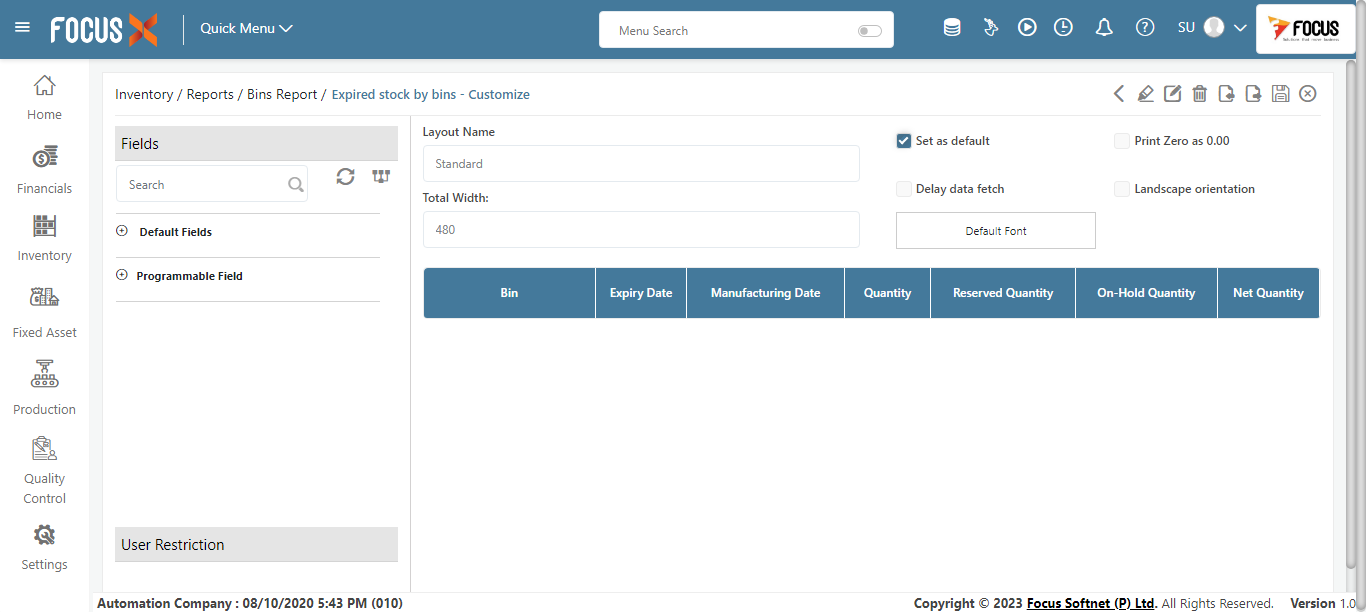 FOCUS X
Quick Menu
Menu Search
SU
FOCUS
Home
Financials
Inventory
Fixed Asset
Production
Quality
Control
Settings
Inventory / Reports / Bins Report / Expired stock by bins - Customize
Fields
Search
Default Fields
Programmable Field
User Restriction
Layout Name
Standard
Total Width:
480
Set as default
Print Zero as 0.00
Delay data fetch
Landscape orientation
Default Font
Bin Expiry Date Manufacturing Date Quantity Reserved Quantity On-Hold Quantity Net Quantity
Automation Company : 08/10/2020 5:43 PM (010)
Copyright © 2023 Focus Softnet (P) Ltd. All Rights Reserved. Version 1.0